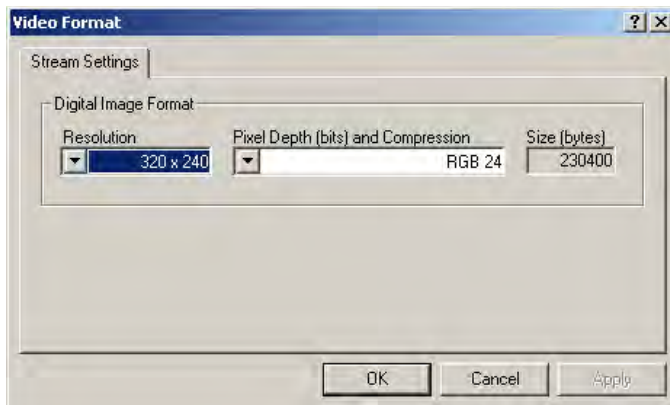 Video Format
Stream Settings
Digital Image Format
Resolution Pixel Depth (bits) and Compression Size (bytes)
320 x 240 RGB 24 230400
OK Cancel Apply